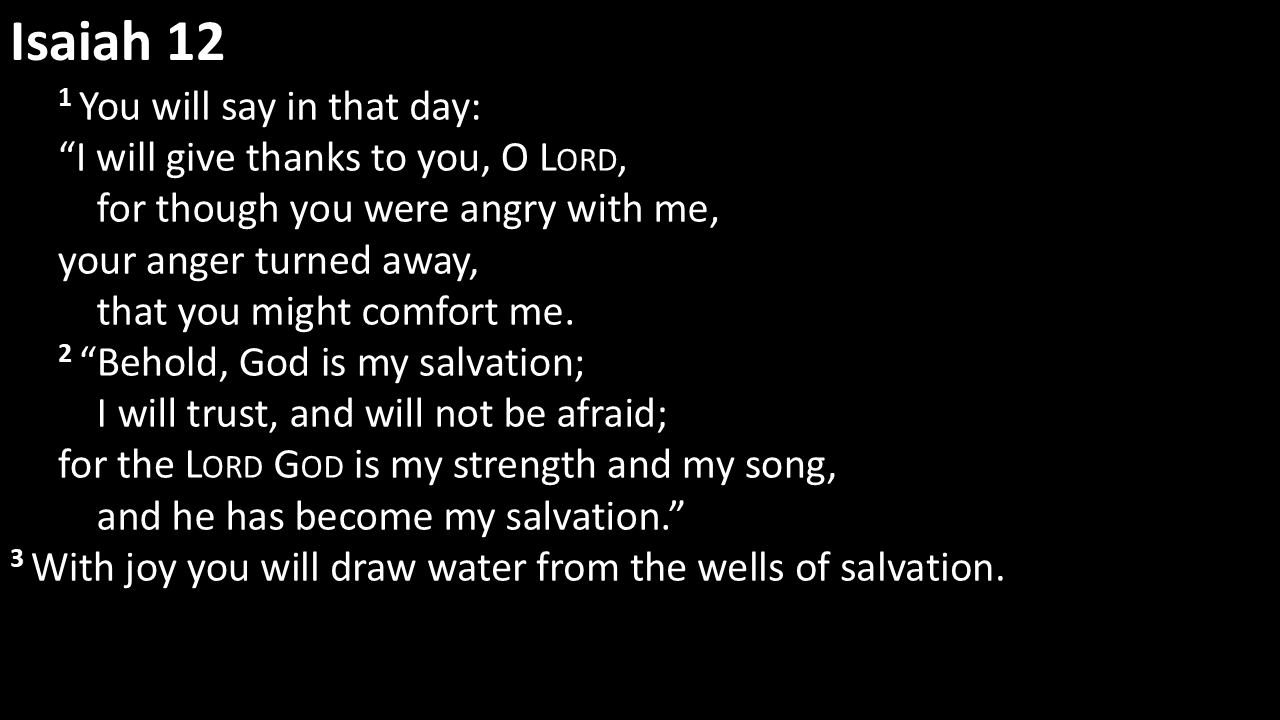 Isaiah 12
1 You will say in that day:
“I will give thanks to you, O LORD,
for though you were angry with me,
your anger turned away,
that you might comfort me.
2 “Behold, God is my salvation;
I will trust, and will not be afraid;
for the LORD GOD is my strength and my song,
and he has become my salvation.”
3 With joy you will draw water from the wells of salvation.